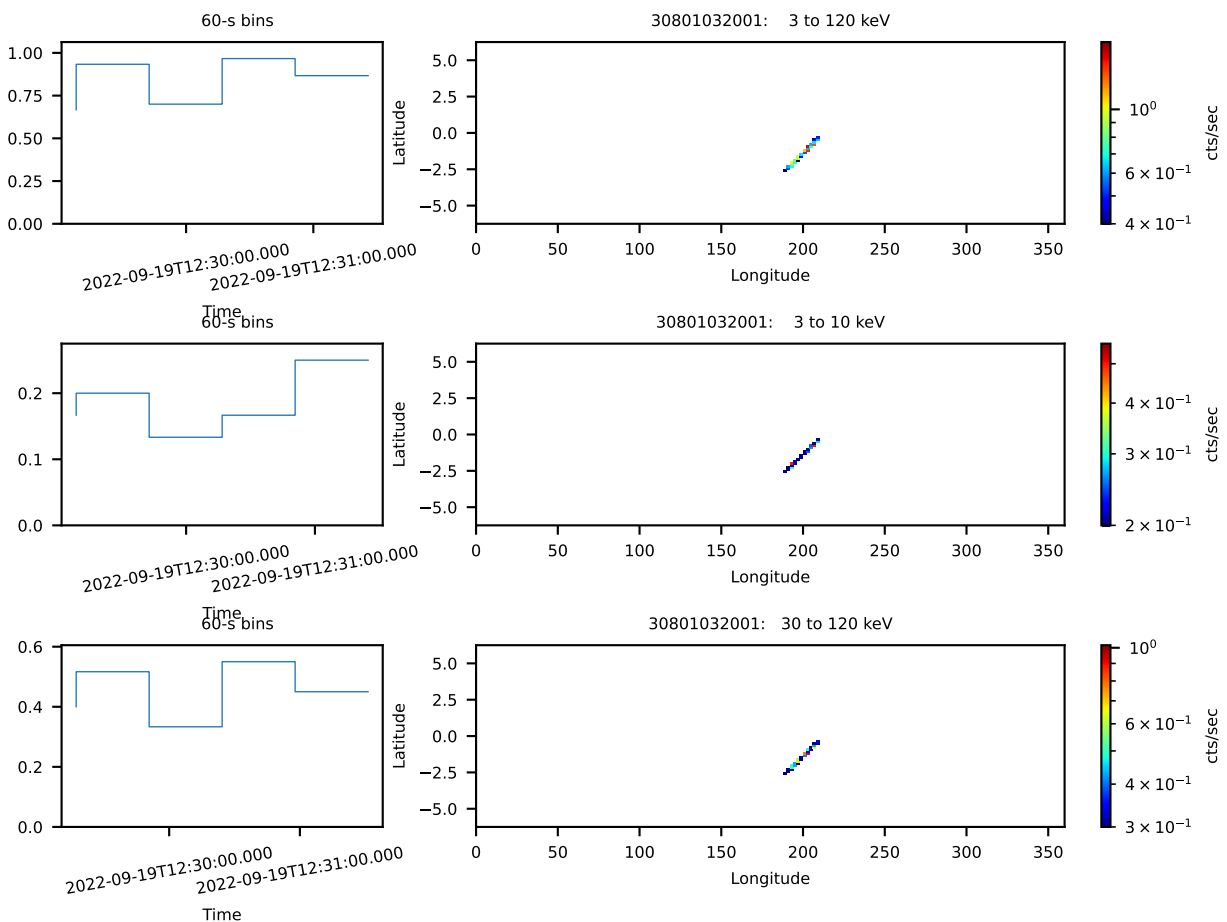 60-s bins
30801032001: 3 to 120 keV
1.00
0.75
0.50
0.25
0.00
2022-09-19T12:30:00.000
2022-09-19T12:31:00.000
Time
Latitude
5.0
2.5
0.0
−2.5
−5.0
0
50
100
150
200
250
300
350
Longitude
10⁰
6 × 10⁻¹
4 × 10⁻¹
cts/sec
60-s bins
30801032001: 3 to 10 keV
0.2
0.1
0.0
2022-09-19T12:30:00.000
2022-09-19T12:31:00.000
Time
Latitude
5.0
2.5
0.0
−2.5
−5.0
0
50
100
150
200
250
300
350
Longitude
4 × 10⁻¹
3 × 10⁻¹
2 × 10⁻¹
cts/sec
60-s bins
30801032001: 30 to 120 keV
0.6
0.4
0.2
0.0
2022-09-19T12:30:00.000
2022-09-19T12:31:00.000
Time
Latitude
5.0
2.5
0.0
−2.5
−5.0
0
50
100
150
200
250
300
350
Longitude
10⁰
6 × 10⁻¹
4 × 10⁻¹
3 × 10⁻¹
cts/sec